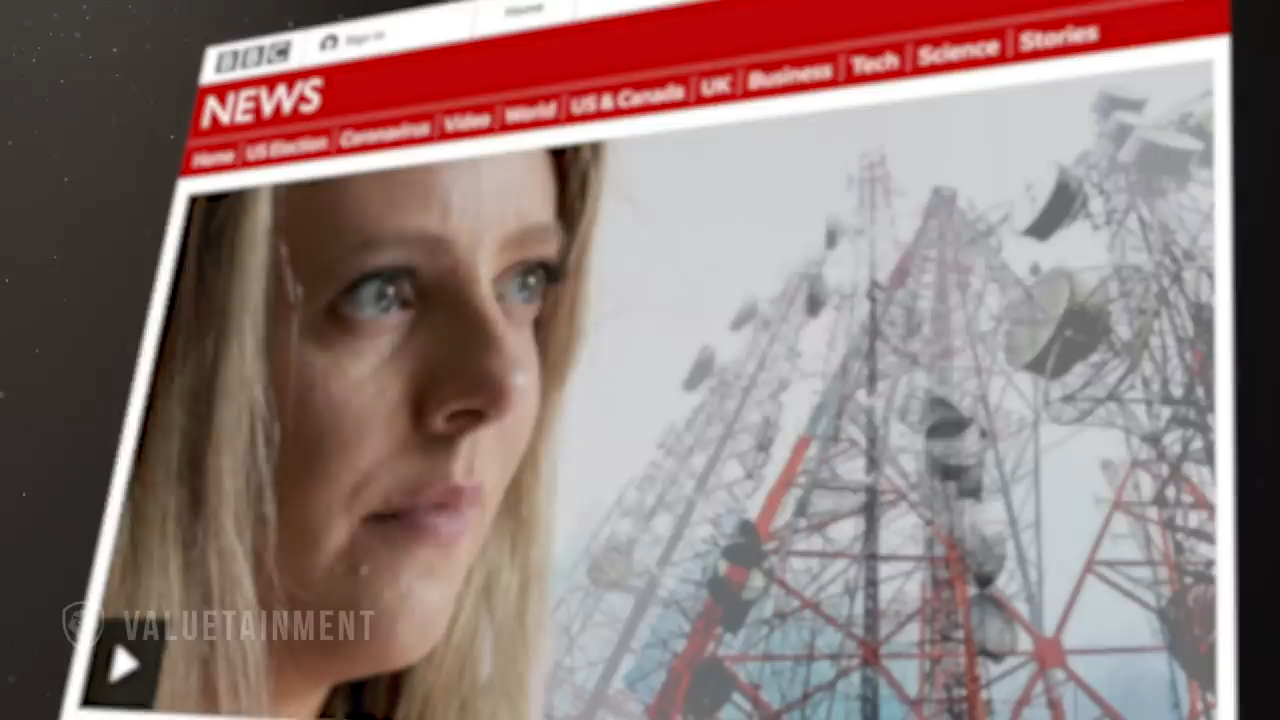 BBC Sign in Home
NEWS
Home US Election Coronavirus Video World US & Canada UK Business Tech Science Stories
VALUETAINMENT